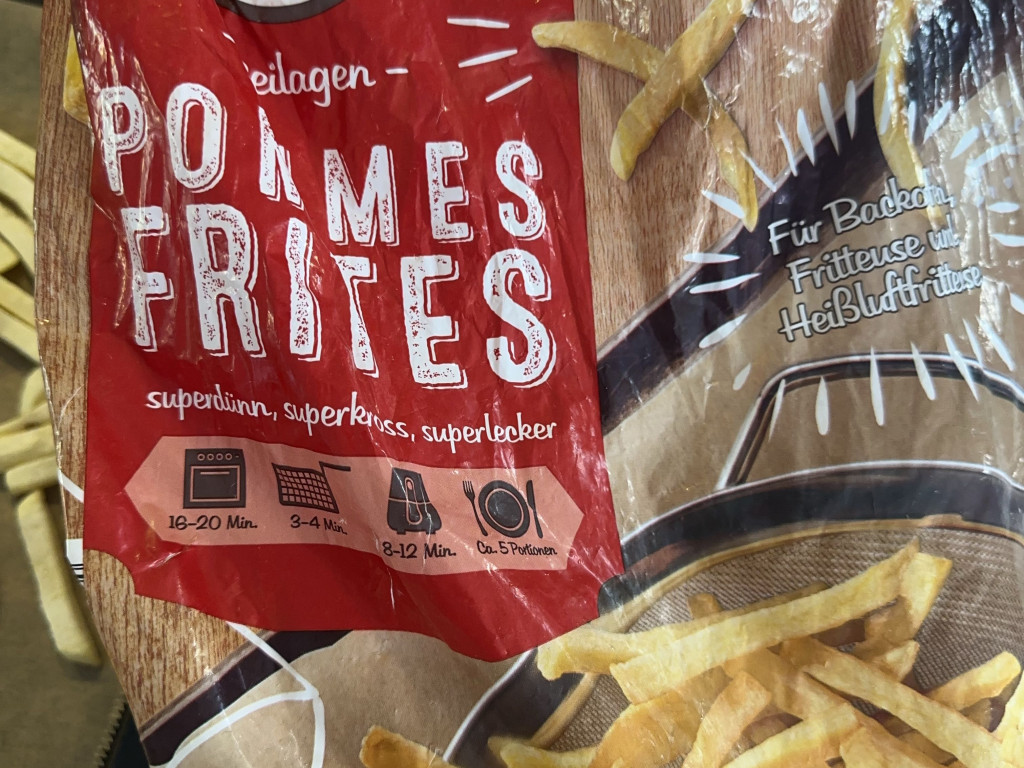 eilagen –
POMMES
FRITES
superdünn, superkross, superlecker
16–20 Min.
3–4 Min.
8–12 Min.
Ca. 5 Portionen
Für Backofen,
Fritteuse und
Heißluftfritteuse